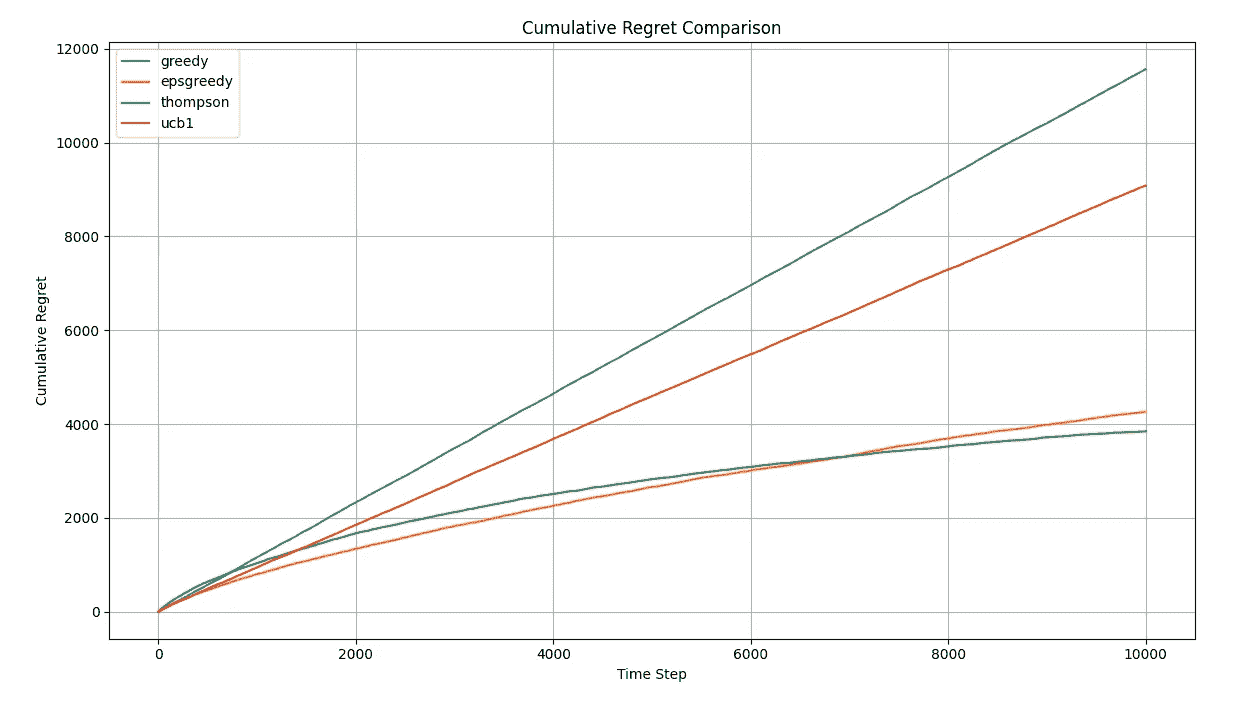 Cumulative Regret Comparison
12000
10000
8000
6000
4000
2000
0
Cumulative Regret
greedy
epsgreedy
thompson
ucb1
0 2000 4000 6000 8000 10000
Time Step